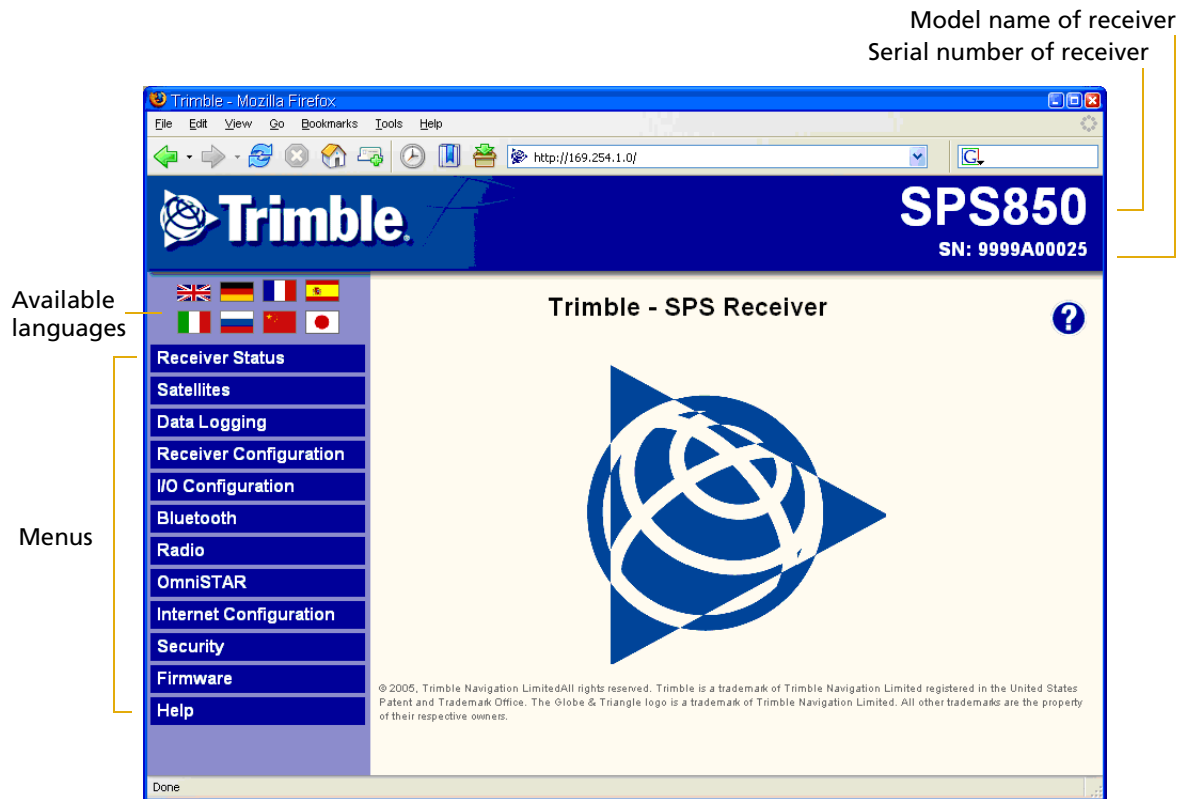 Model name of receiver
Serial number of receiver
Trimble - Mozilla Firefox
File Edit View Go Bookmarks Tools Help
http://169.254.1.0/
G
Trimble.
SPS850
SN: 9999A00025
Available
languages
Trimble - SPS Receiver
?
Menus
Receiver Status
Satellites
Data Logging
Receiver Configuration
I/O Configuration
Bluetooth
Radio
OmniSTAR
Internet Configuration
Security
Firmware
Help
© 2005, Trimble Navigation LimitedAll rights reserved. Trimble is a trademark of Trimble Navigation Limited registered in the United States
Patent and Trademark Office. The Globe & Triangle logo is a trademark of Trimble Navigation Limited. All other trademarks are the property
of their respective owners.
Done